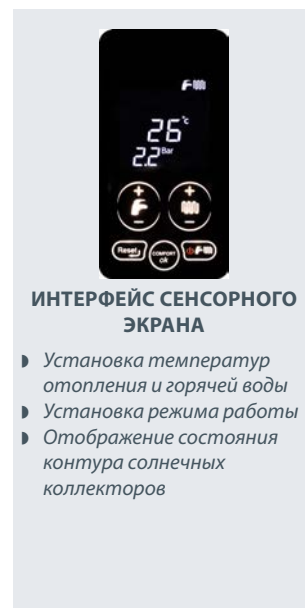 26 °c
2.2 Bar
+ +
- -
Reset COMFORT ok
ИНТЕРФЕЙС СЕНСОРНОГО
ЭКРАНА
Установка температур
отопления и горячей воды
Установка режима работы
Отображение состояния
контура солнечных
коллекторов